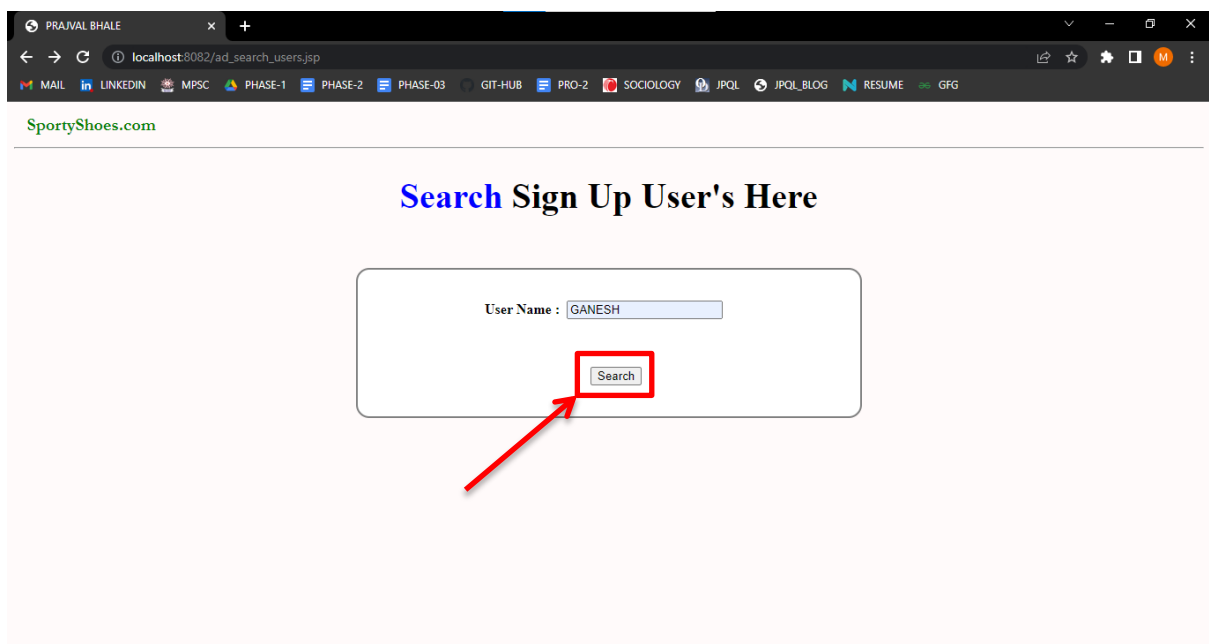 PRAJVAL BHALE
localhost:8082/ad_search_users.jsp
M
MAIL in LINKEDIN MPSC PHASE-1 PHASE-2 PHASE-03 GIT-HUB PRO-2 SOCIOLOGY JPQL JPQL_BLOG RESUME GFG
SportyShoes.com
Search Sign Up User's Here
User Name : GANESH
Search